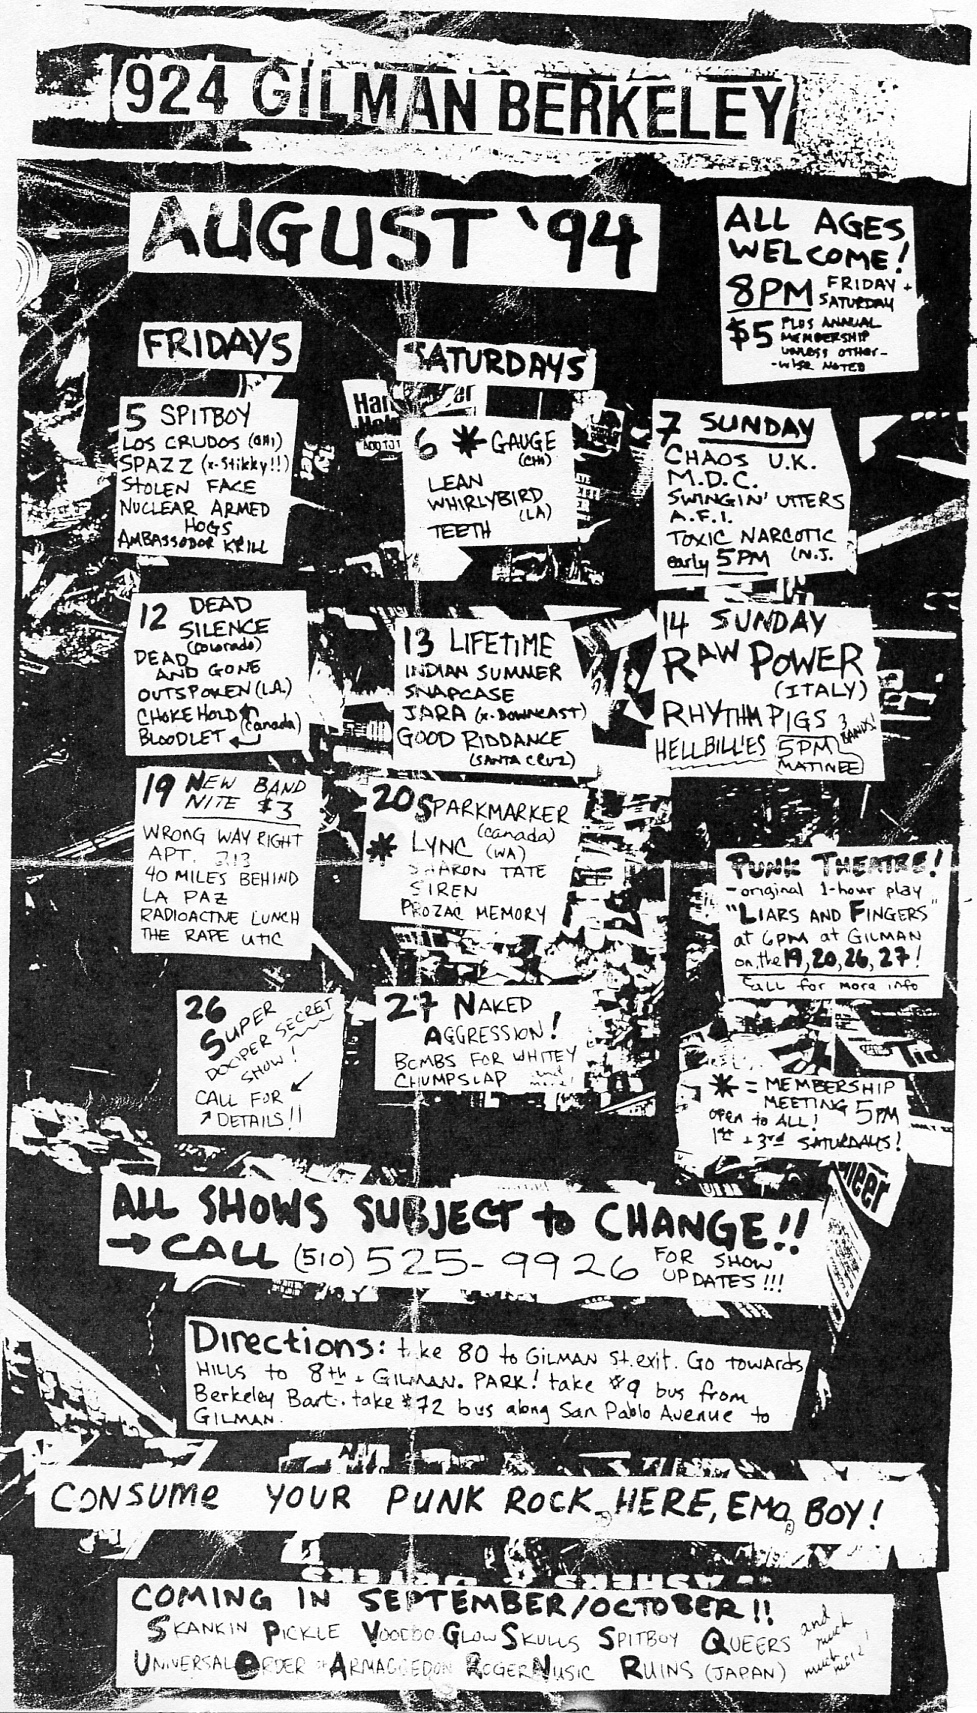 924 GILMAN BERKELEY
AUGUST '94
ALL AGES
WELCOME!
8PM FRIDAY +
SATURDAY
$5 PLUS ANNUAL
MEMBERSHIP
UNLESS OTHER-
-WISE NOTED
FRIDAYS
SATURDAYS
5 SPITBOY
LOS CRUDOS (CHI)
SPAZZ (x-Stikky!!)
STOLEN FACE
NUCLEAR ARMED
HOGS
AMBASSODOR KRILL
6 * GAUGE
(CHI)
LEAN
WHIRLYBIRD
(LA)
TEETH
7 SUNDAY
CHAOS U.K.
M.D.C.
SWINGIN' UTTERS
A.F.I.
TOXIC NARCOTIC
early 5PM (N.J.
12 DEAD
SILENCE
(Colorado)
DEAD
AND GONE
OUTSPOKEN (L.A.)
CHOKEHOLD
(Canada)
BLOODLET
13 LIFETIME
INDIAN SUMMER
SNAPCASE
JARA (x-DOWNCAST)
GOOD RIDDANCE
(SANTA CRUZ)
14 SUNDAY
RAW POWER
(ITALY)
RHYTHM PIGS
3 BANDS!
HELLBILLIES 5PM
MATINEE
19 NEW BAND
NITE $3
WRONG WAY RIGHT
APT. 213
40 MILES BEHIND
LA PAZ
RADIOACTIVE LUNCH
THE RAPE UTIC
20 SPARKMARKER
(Canada)
* LYNC (WA)
SHARON TATE
SIREN
PROZAC MEMORY
PUNK THEATRE!
-original 1-hour play
"LIARS AND FINGERS"
at 6PM at GILMAN
on the 19, 20, 26, 27!
CALL for more info
26
SUPER
DOOPER SECRET
SHOW!
CALL FOR
DETAILS!!
27 NAKED
AGGRESSION!
BOMBS FOR WHITEY
CHUMPSLAP and more!
* = MEMBERSHIP
MEETING 5PM
OPEN to ALL!
1st + 3rd SATURDAYS!
ALL SHOWS SUBJECT to CHANGE!!
→ CALL (510) 525-9926 FOR SHOW
UPDATES!!!
Directions: take 80 to GILMAN St. exit. Go towards
HILLS to 8th + GILMAN. PARK! take #9 bus from
Berkeley Bart. take #72 bus along San Pablo Avenue to
GILMAN.
CONSUME YOUR PUNK ROCK HERE, EMO BOY!
COMING IN SEPTEMBER/OCTOBER!!
SKANKIN PICKLE VOODOO GLOW SKULLS SPITBOY QUEERS
UNIVERSAL ORDER of ARMAGEDDON ROGER NUSIC RUINS (JAPAN)
and much much more!